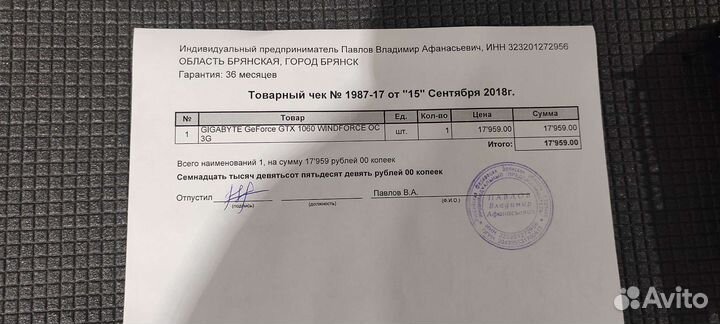 Индивидуальный предприниматель Павлов Владимир Афанасьевич, ИНН 323201272956
ОБЛАСТЬ БРЯНСКАЯ, ГОРОД БРЯНСК
Гарантия: 36 месяцев
Товарный чек № 1987-17 от "15" Сентября 2018г.
№ Товар Ед. Кол-во Цена Сумма
1 GIGABYTE GeForce GTX 1060 WINDFORCE OC шт. 1 17'959.00 17'959.00
3G
Итого: 17'959.00
Всего наименований 1, на сумму 17'959 рублей 00 копеек
Семнадцать тысяч девятьсот пятьдесят девять рублей 00 копеек
Отпустил Павлов В.А.
(подпись) (должность) (Ф.И.О.)
ПАВЛОВ
Владимир
Афанасьевич
Avito